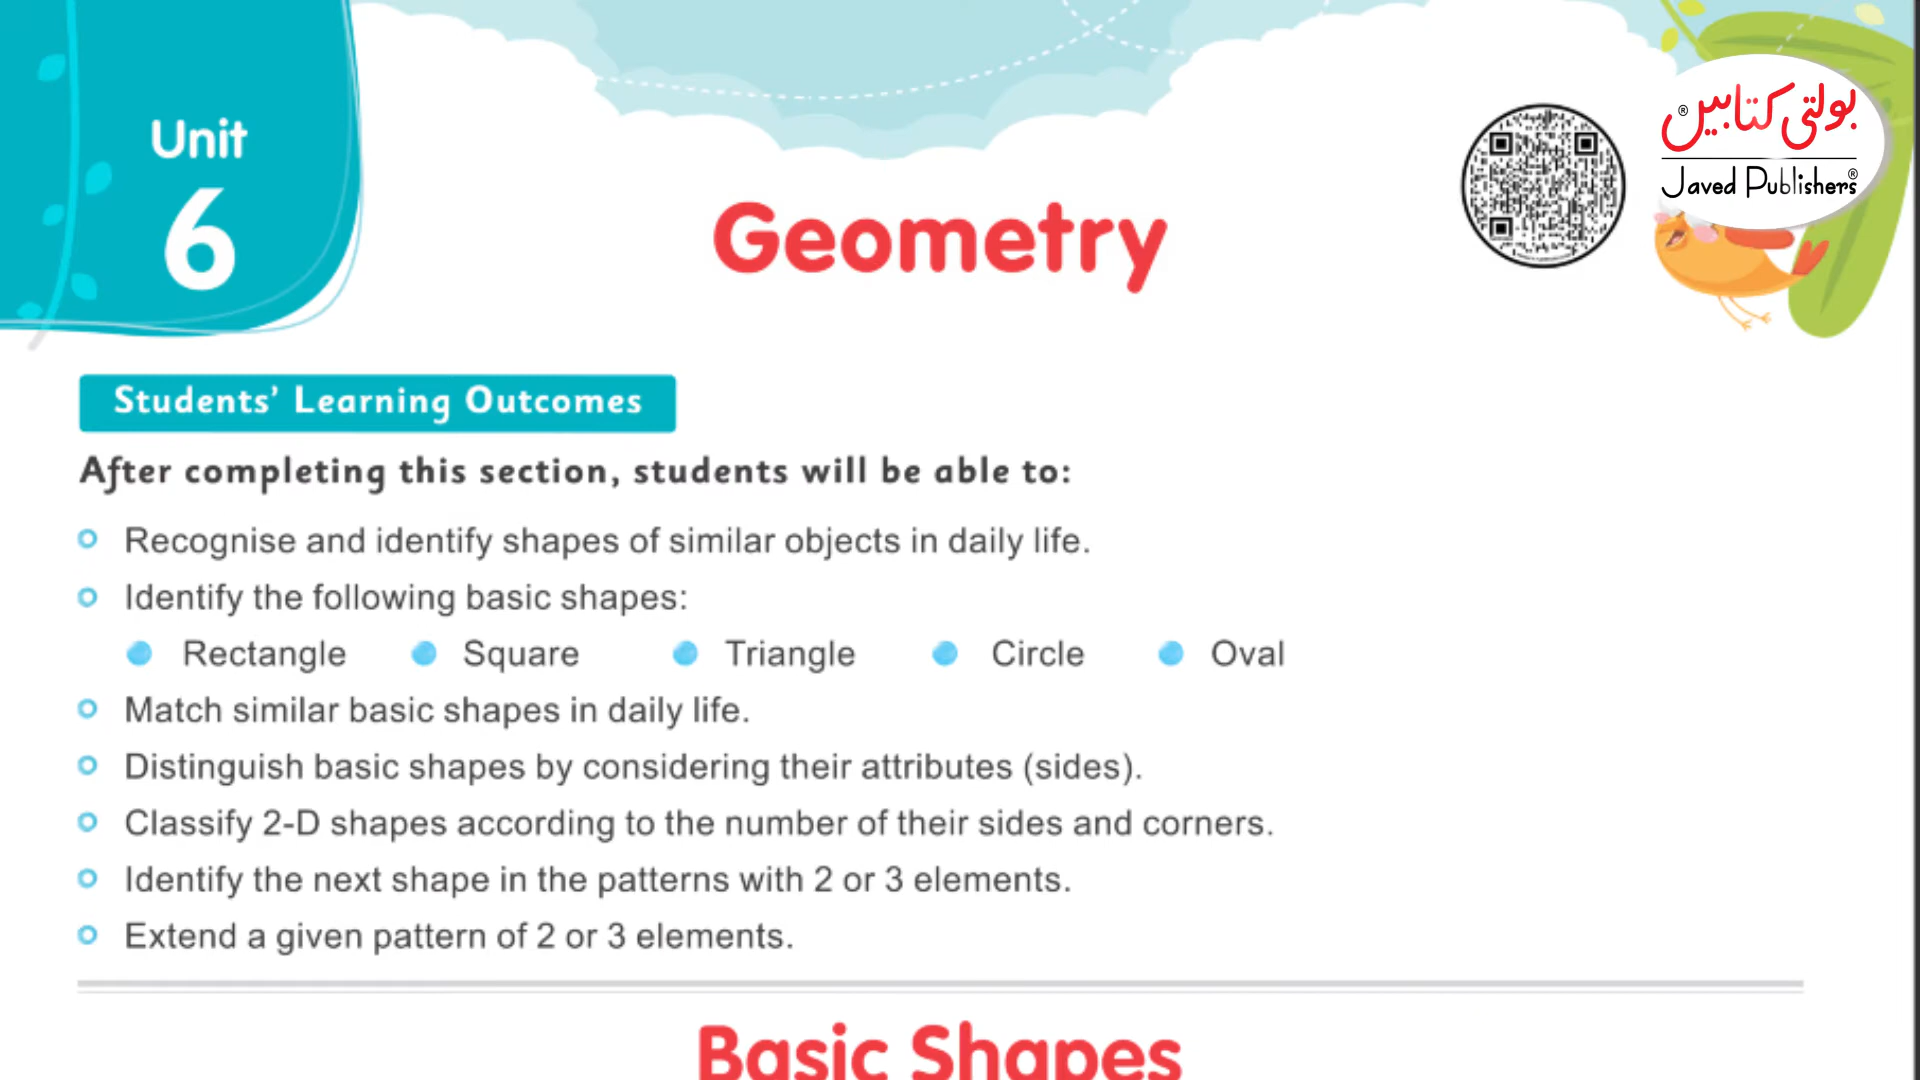 Unit
6
Geometry
بولتی کتابیں®
Javed Publishers®
Students’ Learning Outcomes
After completing this section, students will be able to:
Recognise and identify shapes of similar objects in daily life.
Identify the following basic shapes:
Rectangle Square Triangle Circle Oval
Match similar basic shapes in daily life.
Distinguish basic shapes by considering their attributes (sides).
Classify 2-D shapes according to the number of their sides and corners.
Identify the next shape in the patterns with 2 or 3 elements.
Extend a given pattern of 2 or 3 elements.
Basic Shapes